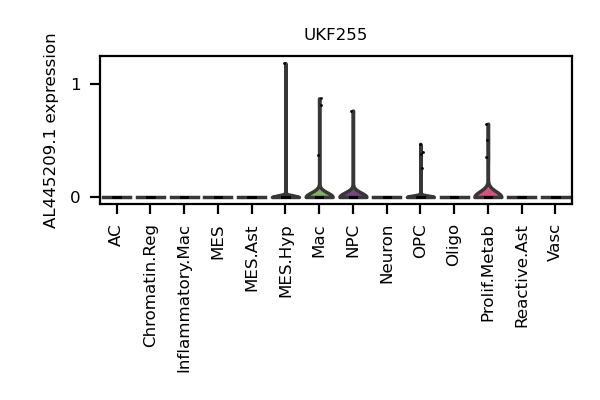 UKF255
AL445209.1 expression
1
0
AC
Chromatin.Reg
Inflammatory.Mac
MES
MES.Ast
MES.Hyp
Mac
NPC
Neuron
OPC
Oligo
Prolif.Metab
Reactive.Ast
Vasc